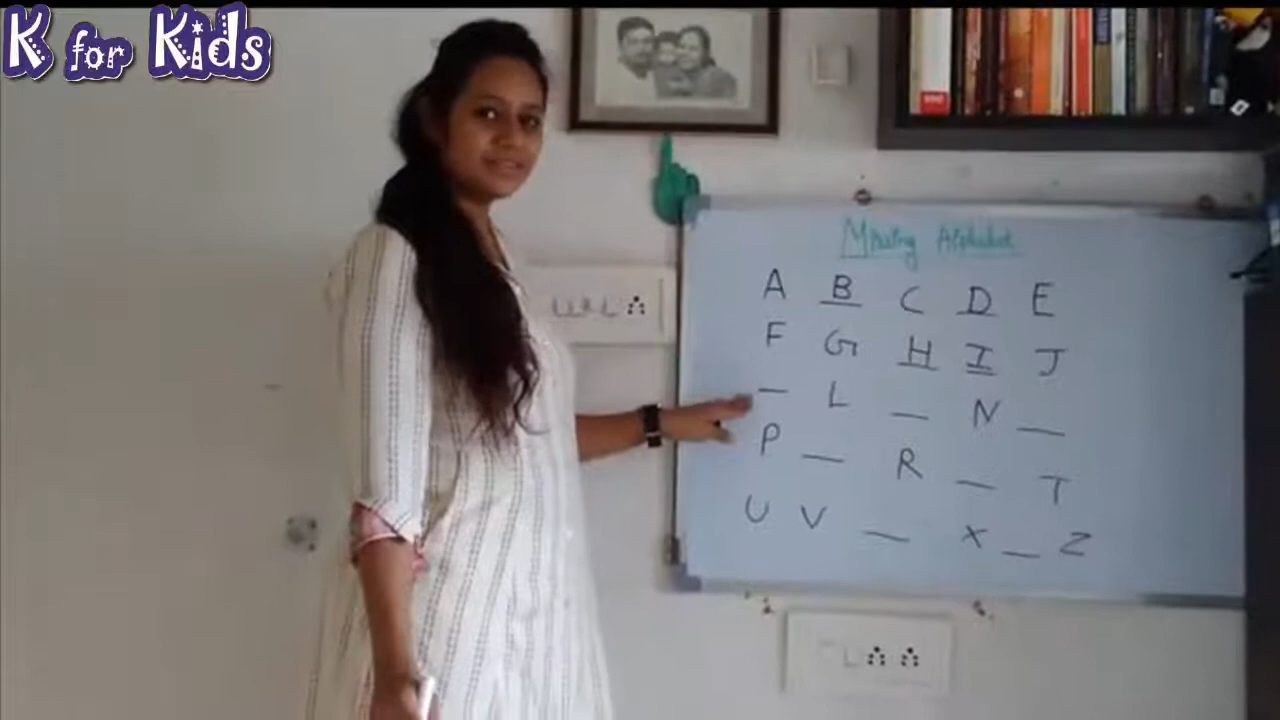 K for Kids
Missing Alphabet
A B C D E
F G H I J
_ L _ N _
P _ R _ T
U V _ X _ Z